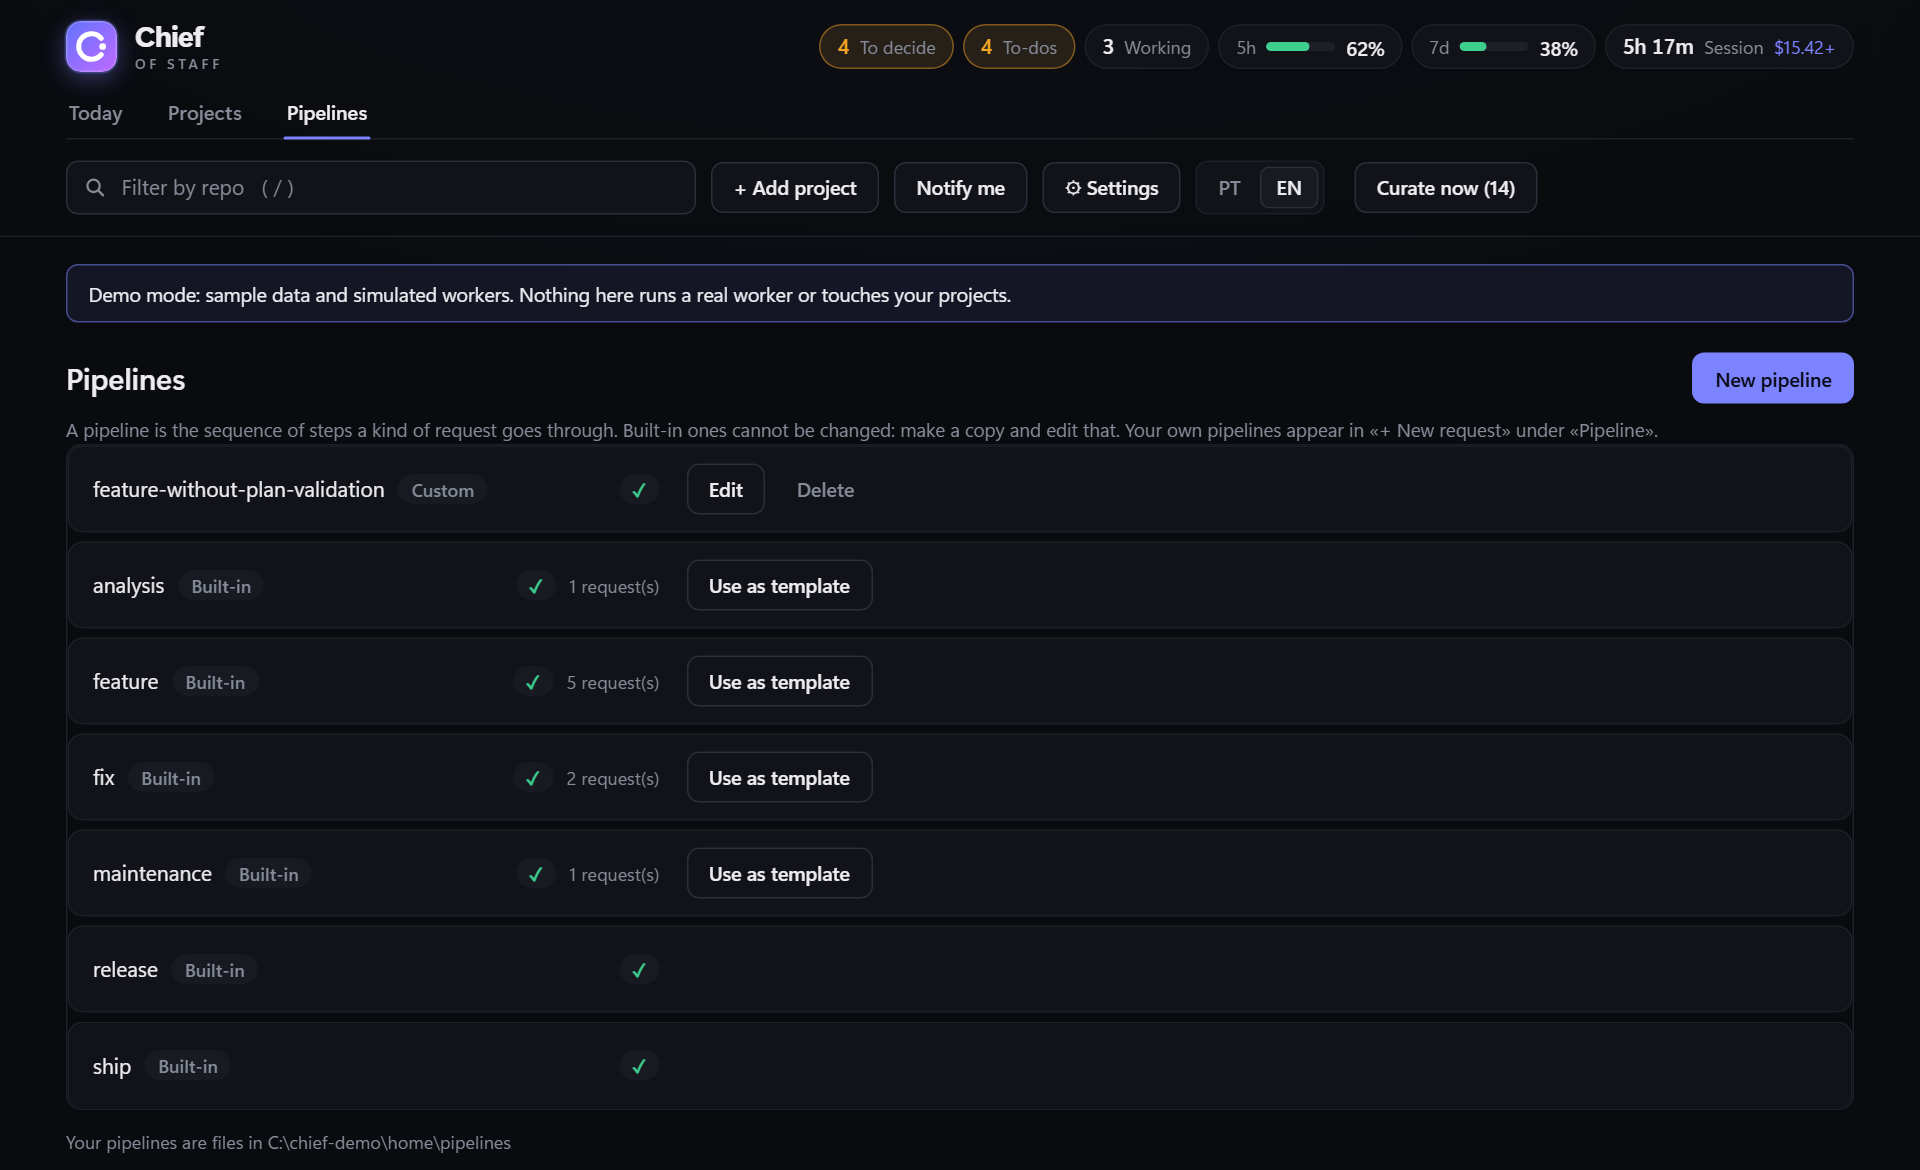 Chief
OF STAFF
4 To decide
4 To-dos
3 Working
5h 62%
7d 38%
5h 17m Session $15.42+
Today
Projects
Pipelines
Filter by repo ( / )
+ Add project
Notify me
⚙ Settings
PT
EN
Curate now (14)
Demo mode: sample data and simulated workers. Nothing here runs a real worker or touches your projects.
Pipelines
New pipeline
A pipeline is the sequence of steps a kind of request goes through. Built-in ones cannot be changed: make a copy and edit that. Your own pipelines appear in «+ New request» under «Pipeline».
feature-without-plan-validation Custom ✓ Edit Delete
analysis Built-in ✓ 1 request(s) Use as template
feature Built-in ✓ 5 request(s) Use as template
fix Built-in ✓ 2 request(s) Use as template
maintenance Built-in ✓ 1 request(s) Use as template
release Built-in ✓
ship Built-in ✓
Your pipelines are files in C:\chief-demo\home\pipelines